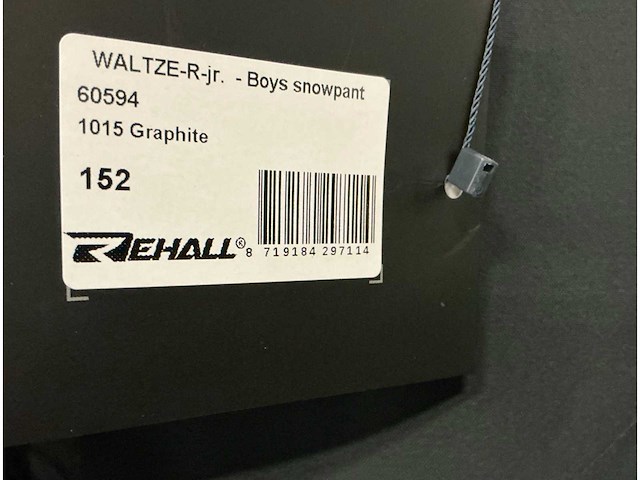 WALTZE-R-jr. - Boys snowpant
60594
1015 Graphite
152
REHALL®
8 719184 297114